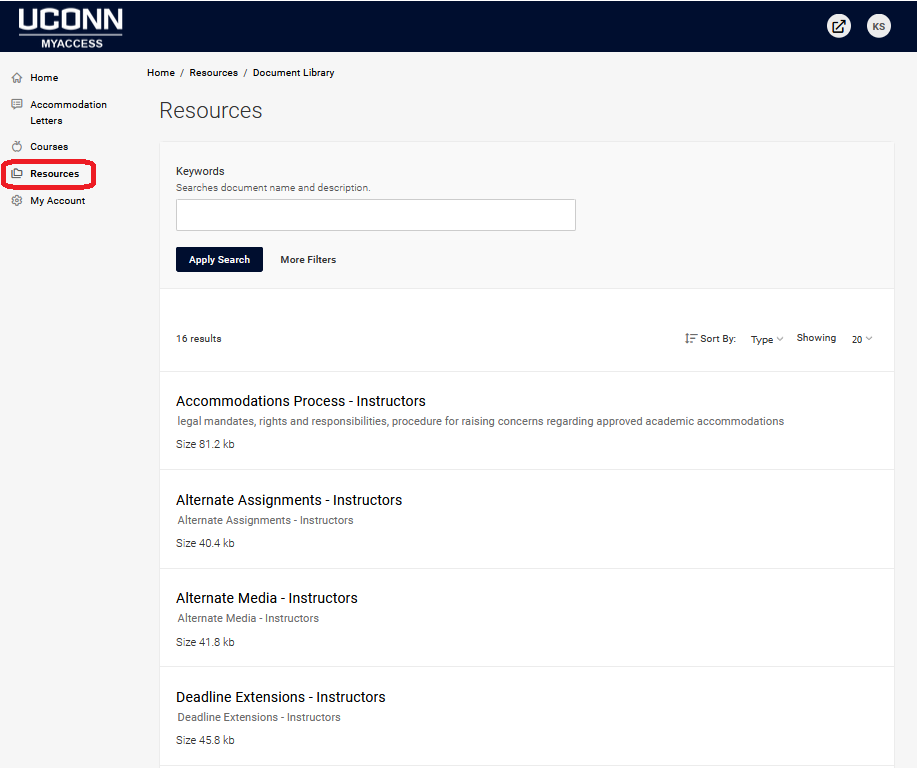 UCONN
MYACCESS
KS
Home
Accommodation
Letters
Courses
Resources
My Account
Home / Resources / Document Library
Resources
Keywords
Searches document name and description.
Apply Search More Filters
16 results Sort By: Type Showing 20
Accommodations Process - Instructors
legal mandates, rights and responsibilities, procedure for raising concerns regarding approved academic accommodations
Size 81.2 kb
Alternate Assignments - Instructors
Alternate Assignments - Instructors
Size 40.4 kb
Alternate Media - Instructors
Alternate Media - Instructors
Size 41.8 kb
Deadline Extensions - Instructors
Deadline Extensions - Instructors
Size 45.8 kb